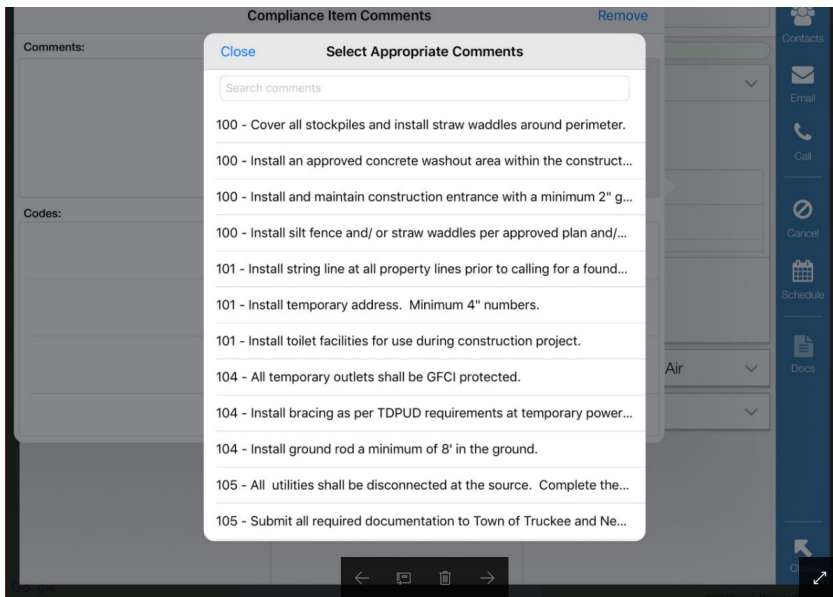 Compliance Item Comments
Remove
Comments:
Close
Select Appropriate Comments
Search comments
100 - Cover all stockpiles and install straw waddles around perimeter.
100 - Install an approved concrete washout area within the construct...
100 - Install and maintain construction entrance with a minimum 2" g...
100 - Install silt fence and/ or straw waddles per approved plan and/...
101 - Install string line at all property lines prior to calling for a found...
101 - Install temporary address.  Minimum 4" numbers.
101 - Install toilet facilities for use during construction project.
104 - All temporary outlets shall be GFCI protected.
104 - Install bracing as per TDPUD requirements at temporary power...
104 - Install ground rod a minimum of 8' in the ground.
105 - All  utilities shall be disconnected at the source.  Complete the...
105 - Submit all required documentation to Town of Truckee and Ne...
Codes:
Air
Contacts
Email
Call
Cancel
Schedule
Docs